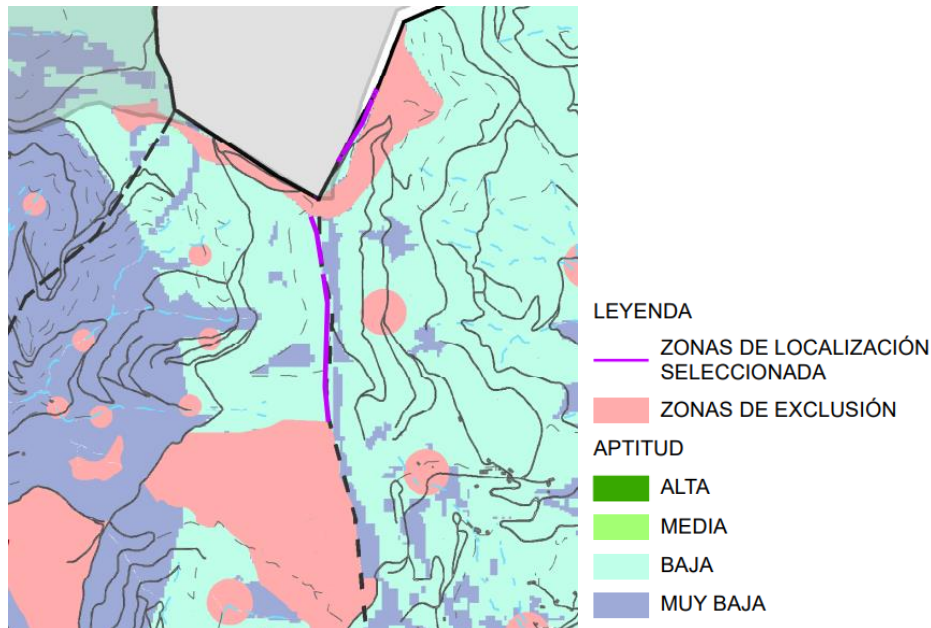 LEYENDA
ZONAS DE LOCALIZACIÓN
SELECCIONADA
ZONAS DE EXCLUSIÓN
APTITUD
ALTA
MEDIA
BAJA
MUY BAJA